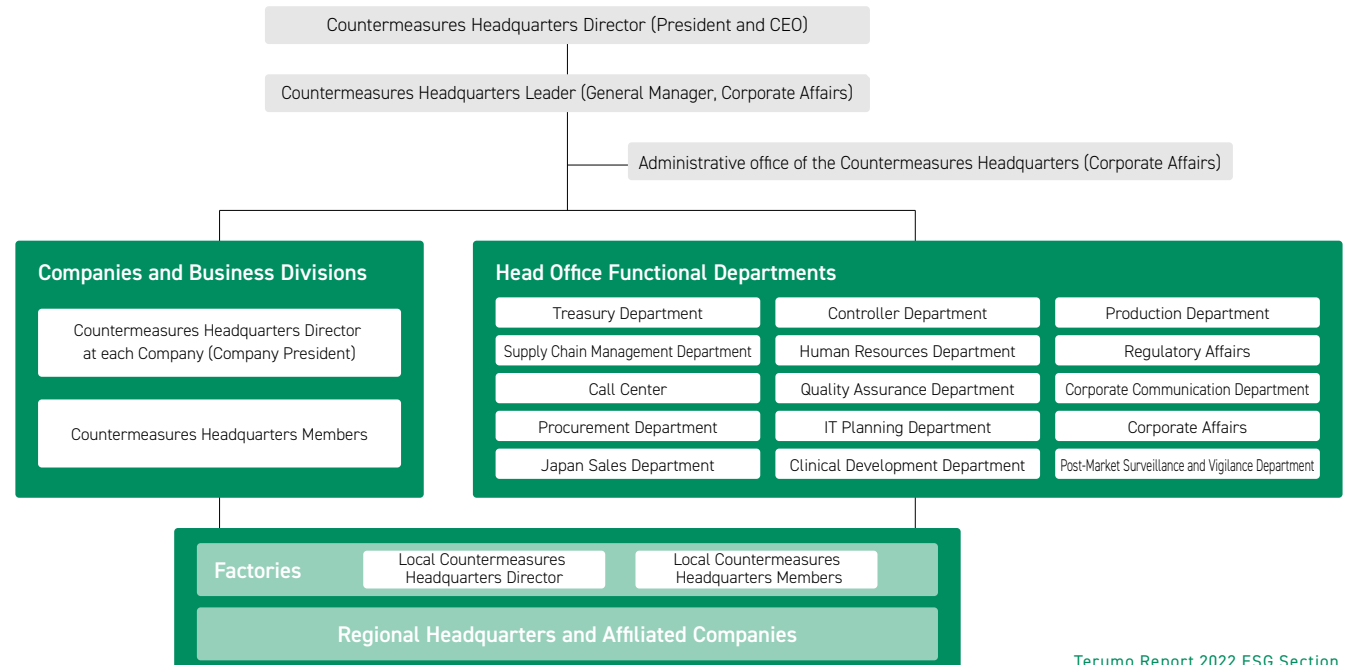 Countermeasures Headquarters Director (President and CEO)
Countermeasures Headquarters Leader (General Manager, Corporate Affairs)
Administrative office of the Countermeasures Headquarters (Corporate Affairs)
Companies and Business Divisions
Countermeasures Headquarters Director
at each Company (Company President)
Countermeasures Headquarters Members
Head Office Functional Departments
Treasury Department
Controller Department
Production Department
Supply Chain Management Department
Human Resources Department
Regulatory Affairs
Call Center
Quality Assurance Department
Corporate Communication Department
Procurement Department
IT Planning Department
Corporate Affairs
Japan Sales Department
Clinical Development Department
Post-Market Surveillance and Vigilance Department
Factories
Local Countermeasures
Headquarters Director
Local Countermeasures
Headquarters Members
Regional Headquarters and Affiliated Companies
Terumo Report 2022 ESG Section